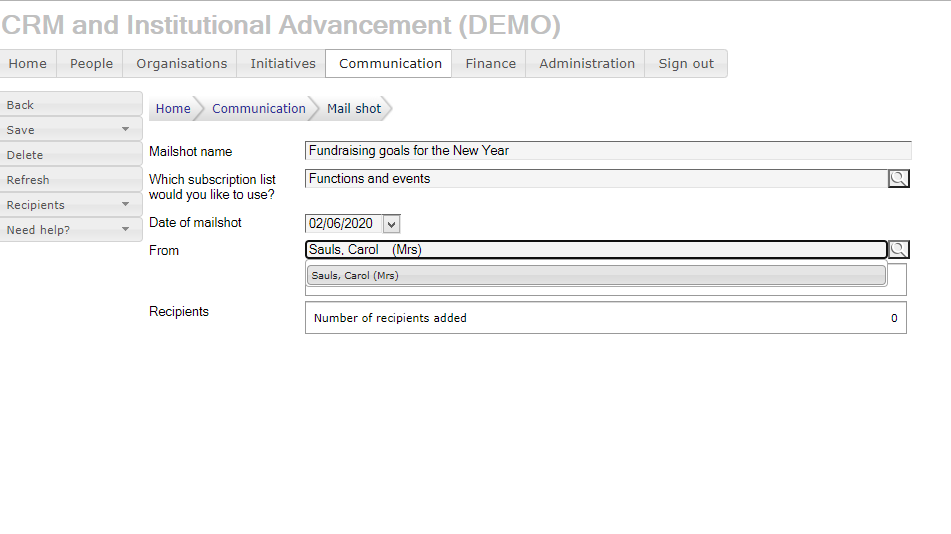 CRM and Institutional Advancement (DEMO)
Home People Organisations Initiatives Communication Finance Administration Sign out
Back
Save
Delete
Refresh
Recipients
Need help?
Home Communication Mail shot
Mailshot name Fundraising goals for the New Year
Which subscription list would you like to use? Functions and events
Date of mailshot 02/06/2020
From Sauls, Carol (Mrs)
Sauls, Carol (Mrs)
Recipients Number of recipients added 0